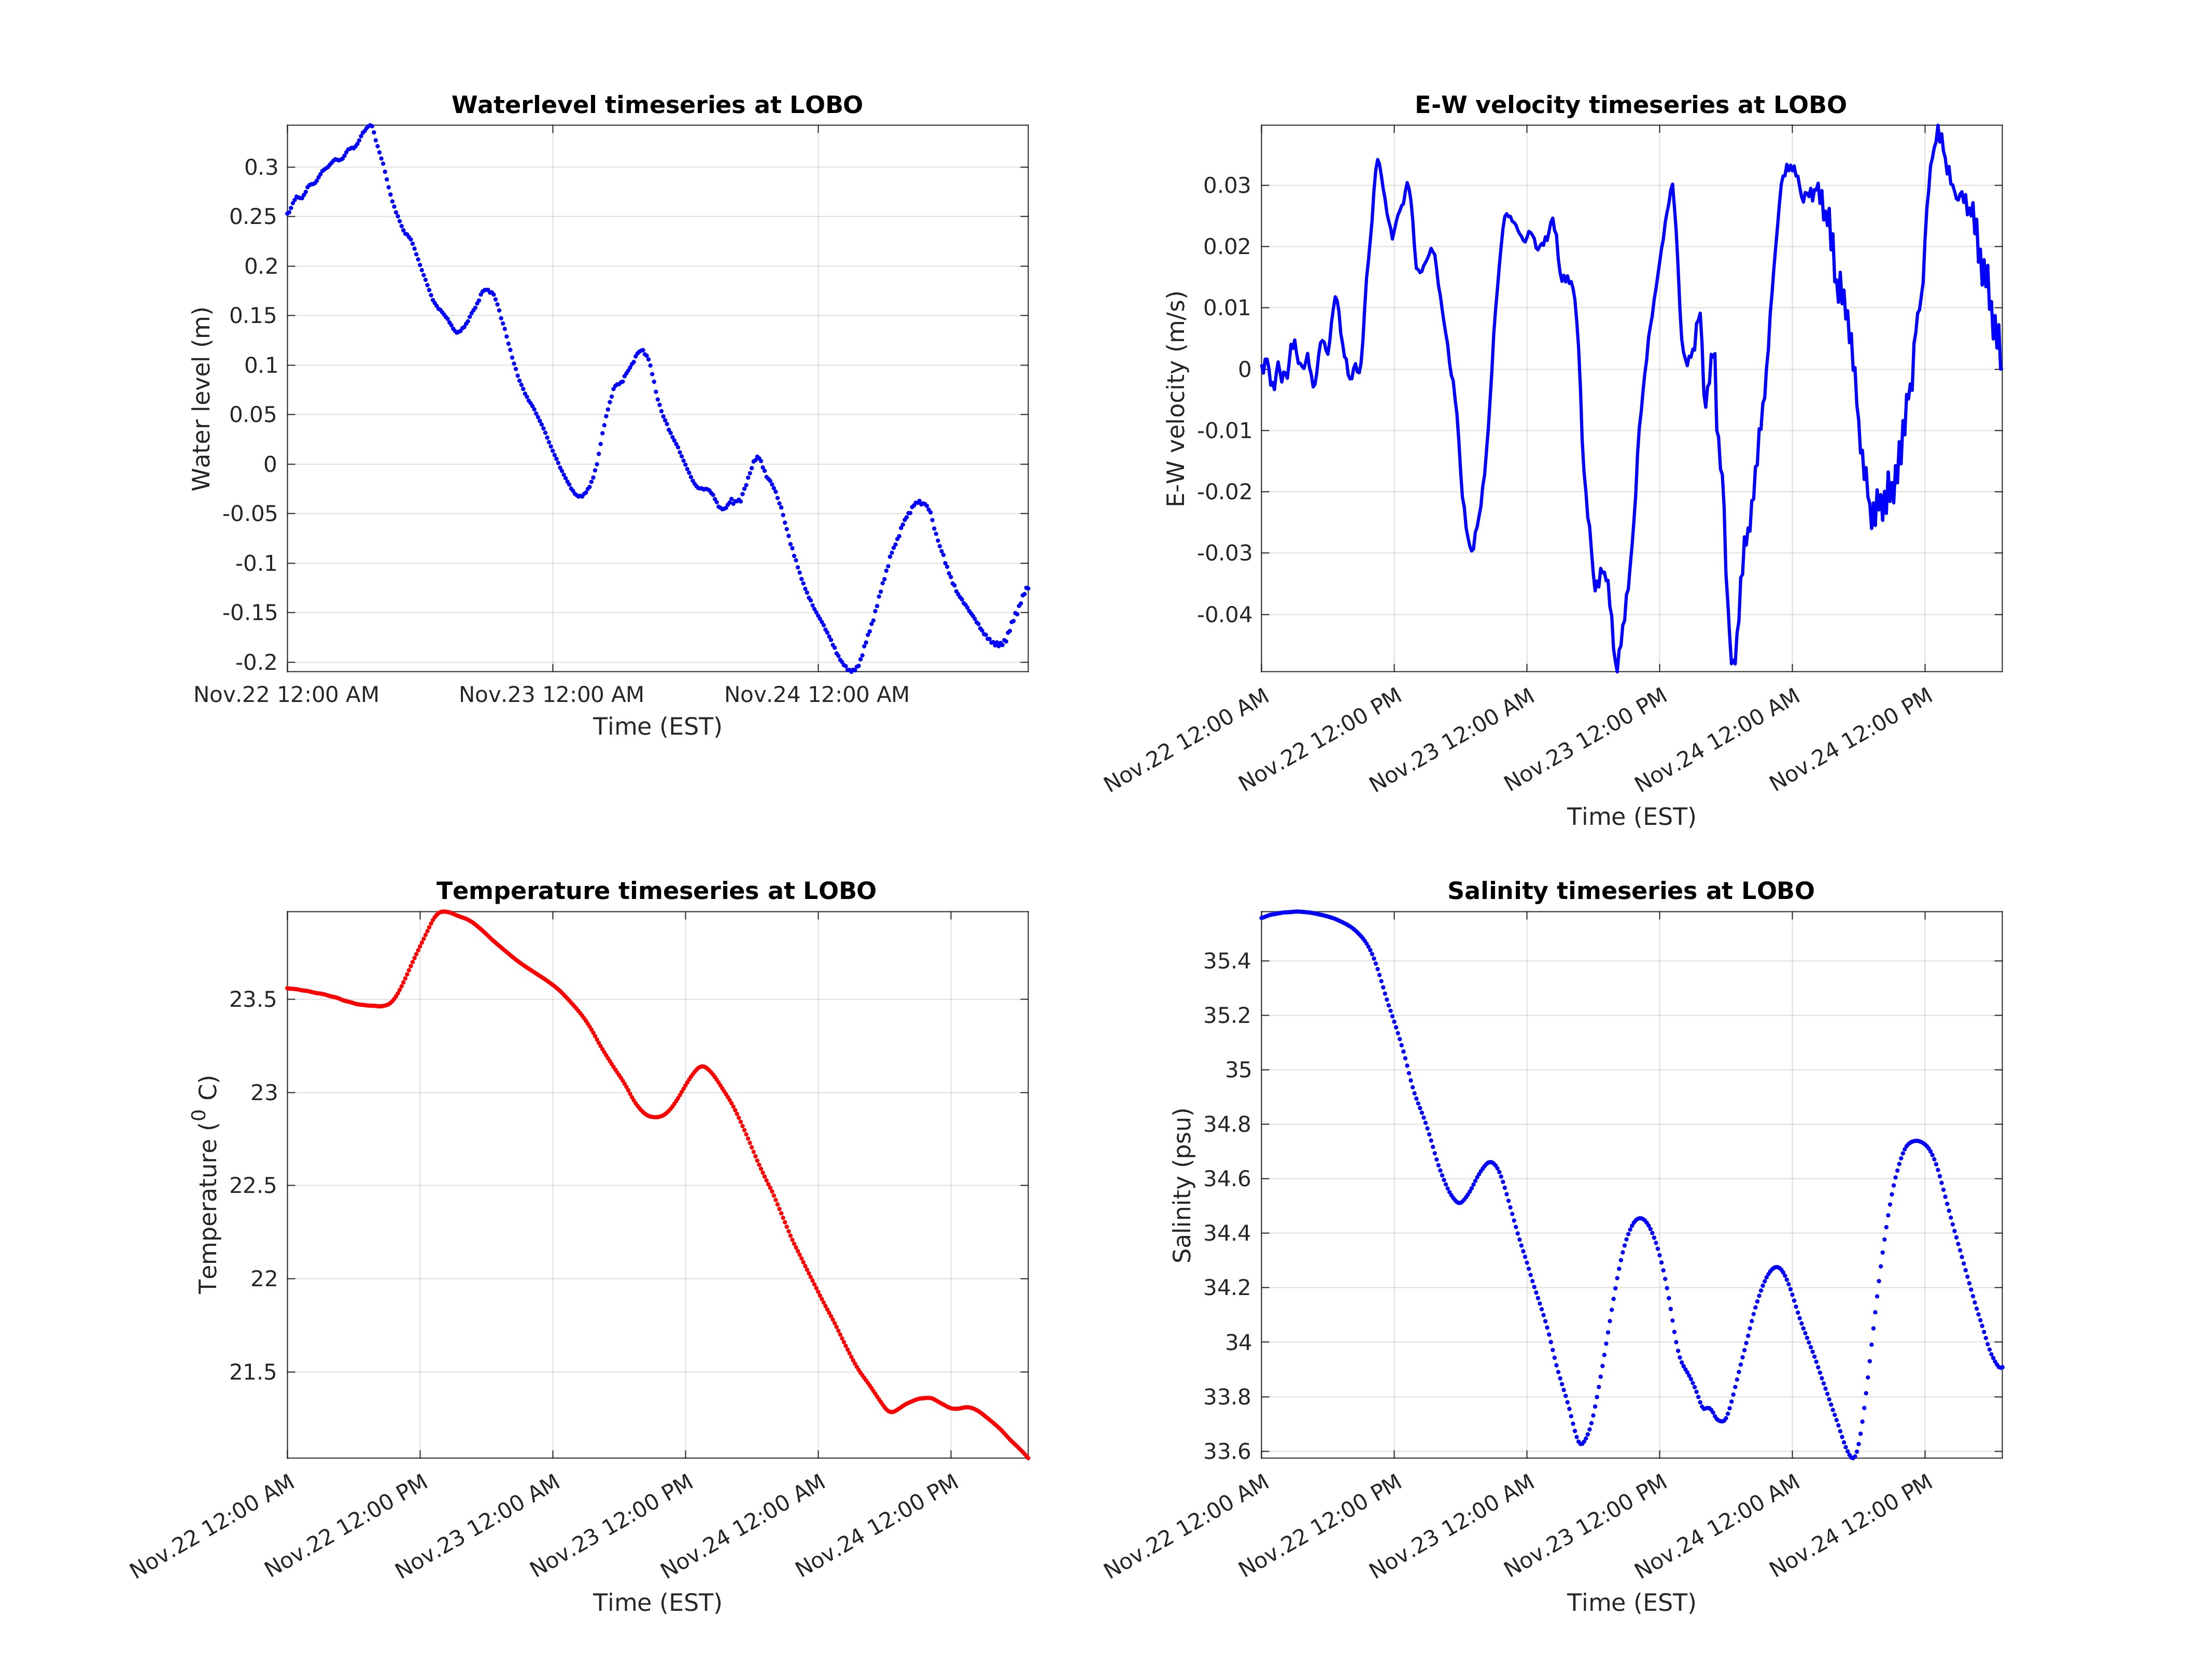 Waterlevel timeseries at LOBO
0.3
0.25
0.2
0.15
0.1
0.05
0
-0.05
-0.1
-0.15
-0.2
Water level (m)
Nov.22 12:00 AM Nov.23 12:00 AM Nov.24 12:00 AM
Time (EST)
E-W velocity timeseries at LOBO
0.03
0.02
0.01
0
-0.01
-0.02
-0.03
-0.04
E-W velocity (m/s)
Nov.22 12:00 AM
Nov.22 12:00 PM
Nov.23 12:00 AM
Nov.23 12:00 PM
Nov.24 12:00 AM
Nov.24 12:00 PM
Time (EST)
Temperature timeseries at LOBO
23.5
23
22.5
22
21.5
Temperature (⁰ C)
Nov.22 12:00 AM
Nov.22 12:00 PM
Nov.23 12:00 AM
Nov.23 12:00 PM
Nov.24 12:00 AM
Nov.24 12:00 PM
Time (EST)
Salinity timeseries at LOBO
35.4
35.2
35
34.8
34.6
34.4
34.2
34
33.8
33.6
Salinity (psu)
Nov.22 12:00 AM
Nov.22 12:00 PM
Nov.23 12:00 AM
Nov.23 12:00 PM
Nov.24 12:00 AM
Nov.24 12:00 PM
Time (EST)